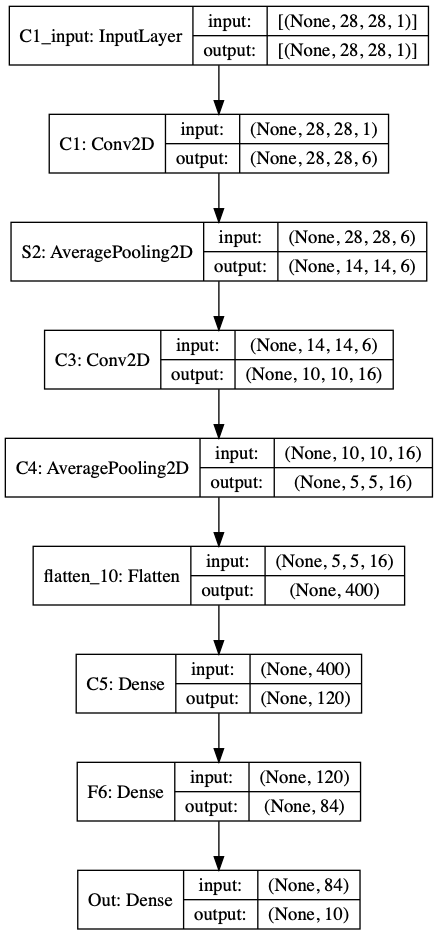 C1_input: InputLayer
input: [(None, 28, 28, 1)]
output: [(None, 28, 28, 1)]
C1: Conv2D
input: (None, 28, 28, 1)
output: (None, 28, 28, 6)
S2: AveragePooling2D
input: (None, 28, 28, 6)
output: (None, 14, 14, 6)
C3: Conv2D
input: (None, 14, 14, 6)
output: (None, 10, 10, 16)
C4: AveragePooling2D
input: (None, 10, 10, 16)
output: (None, 5, 5, 16)
flatten_10: Flatten
input: (None, 5, 5, 16)
output: (None, 400)
C5: Dense
input: (None, 400)
output: (None, 120)
F6: Dense
input: (None, 120)
output: (None, 84)
Out: Dense
input: (None, 84)
output: (None, 10)